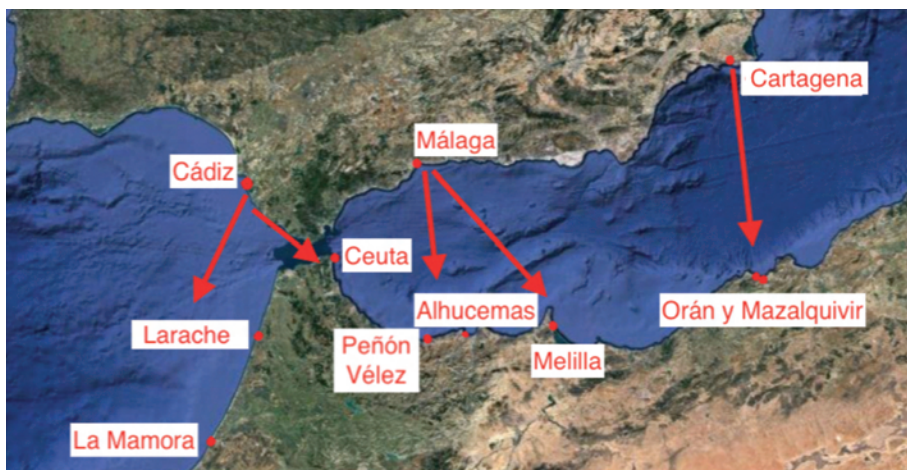 Cartagena
Málaga
Cádiz
Ceuta
Orán y Mazalquivir
Alhucemas
Larache
Peñón
Vélez
Melilla
La Mamora